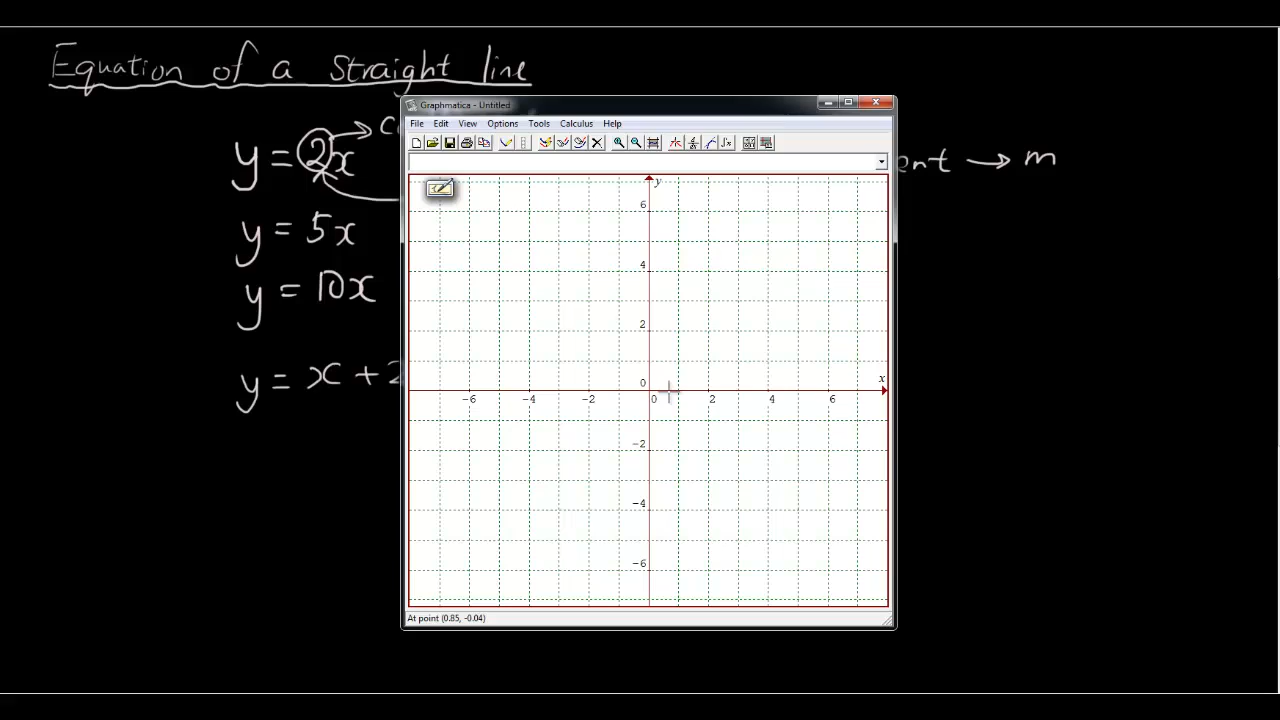 Equation of a straight line
y = 2x
y = 5x
y = 10x
y = x + 2
→ m
Graphmatica - Untitled
File Edit View Options Tools Calculus Help
y
6
4
2
0
x
-6 -4 -2 0 2 4 6
-2
-4
-6
At point (0.85, -0.04)